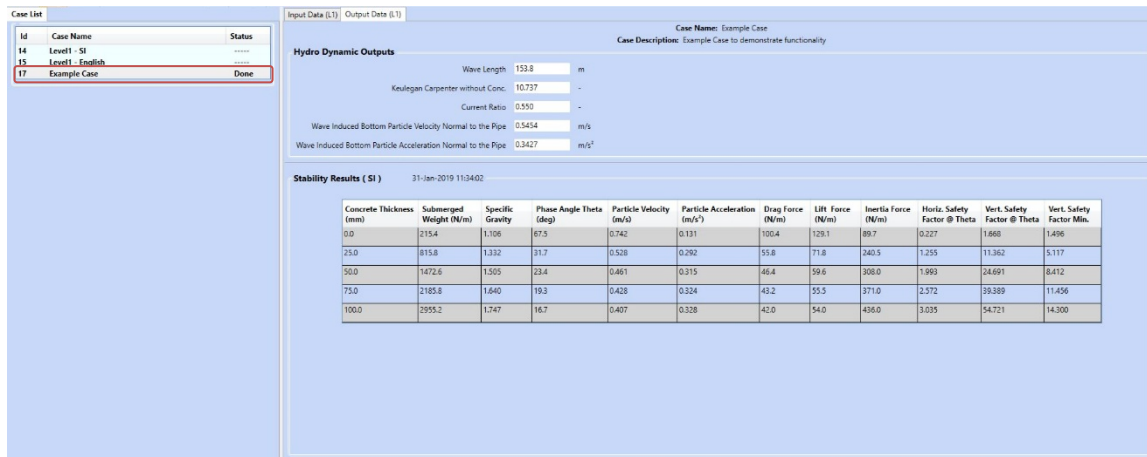 Case List
Id Case Name Status
14 Level1 - SI -----
15 Level1 - English -----
17 Example Case Done
Input Data (L1) Output Data (L1)
Case Name: Example Case
Case Description: Example Case to demonstrate functionality
Hydro Dynamic Outputs
Wave Length 153.8 m
Keulegan Carpenter without Conc. 10.737 -
Current Ratio 0.550 -
Wave Induced Bottom Particle Velocity Normal to the Pipe 0.5454 m/s
Wave Induced Bottom Particle Acceleration Normal to the Pipe 0.3427 m/s²
Stability Results ( SI ) 31-Jan-2019 11:34:02
Concrete Thickness Submerged Specific Phase Angle Theta Particle Velocity Particle Acceleration Drag Force Lift Force Inertia Force Horiz. Safety Vert. Safety Vert. Safety
(mm) Weight (N/m) Gravity (deg) (m/s) (m/s²) (N/m) (N/m) (N/m) Factor @ Theta Factor @ Theta Factor Min.
0.0 215.4 1.106 67.5 0.742 0.131 100.4 129.1 89.7 0.227 1.668 1.496
25.0 815.8 1.332 31.7 0.528 0.292 55.8 71.8 240.5 1.255 11.362 5.117
50.0 1472.6 1.505 23.4 0.461 0.315 46.4 59.6 308.0 1.993 24.691 8.412
75.0 2185.8 1.640 19.3 0.428 0.324 43.2 55.5 371.0 2.572 39.389 11.456
100.0 2955.2 1.747 16.7 0.407 0.328 42.0 54.0 436.0 3.035 54.721 14.300